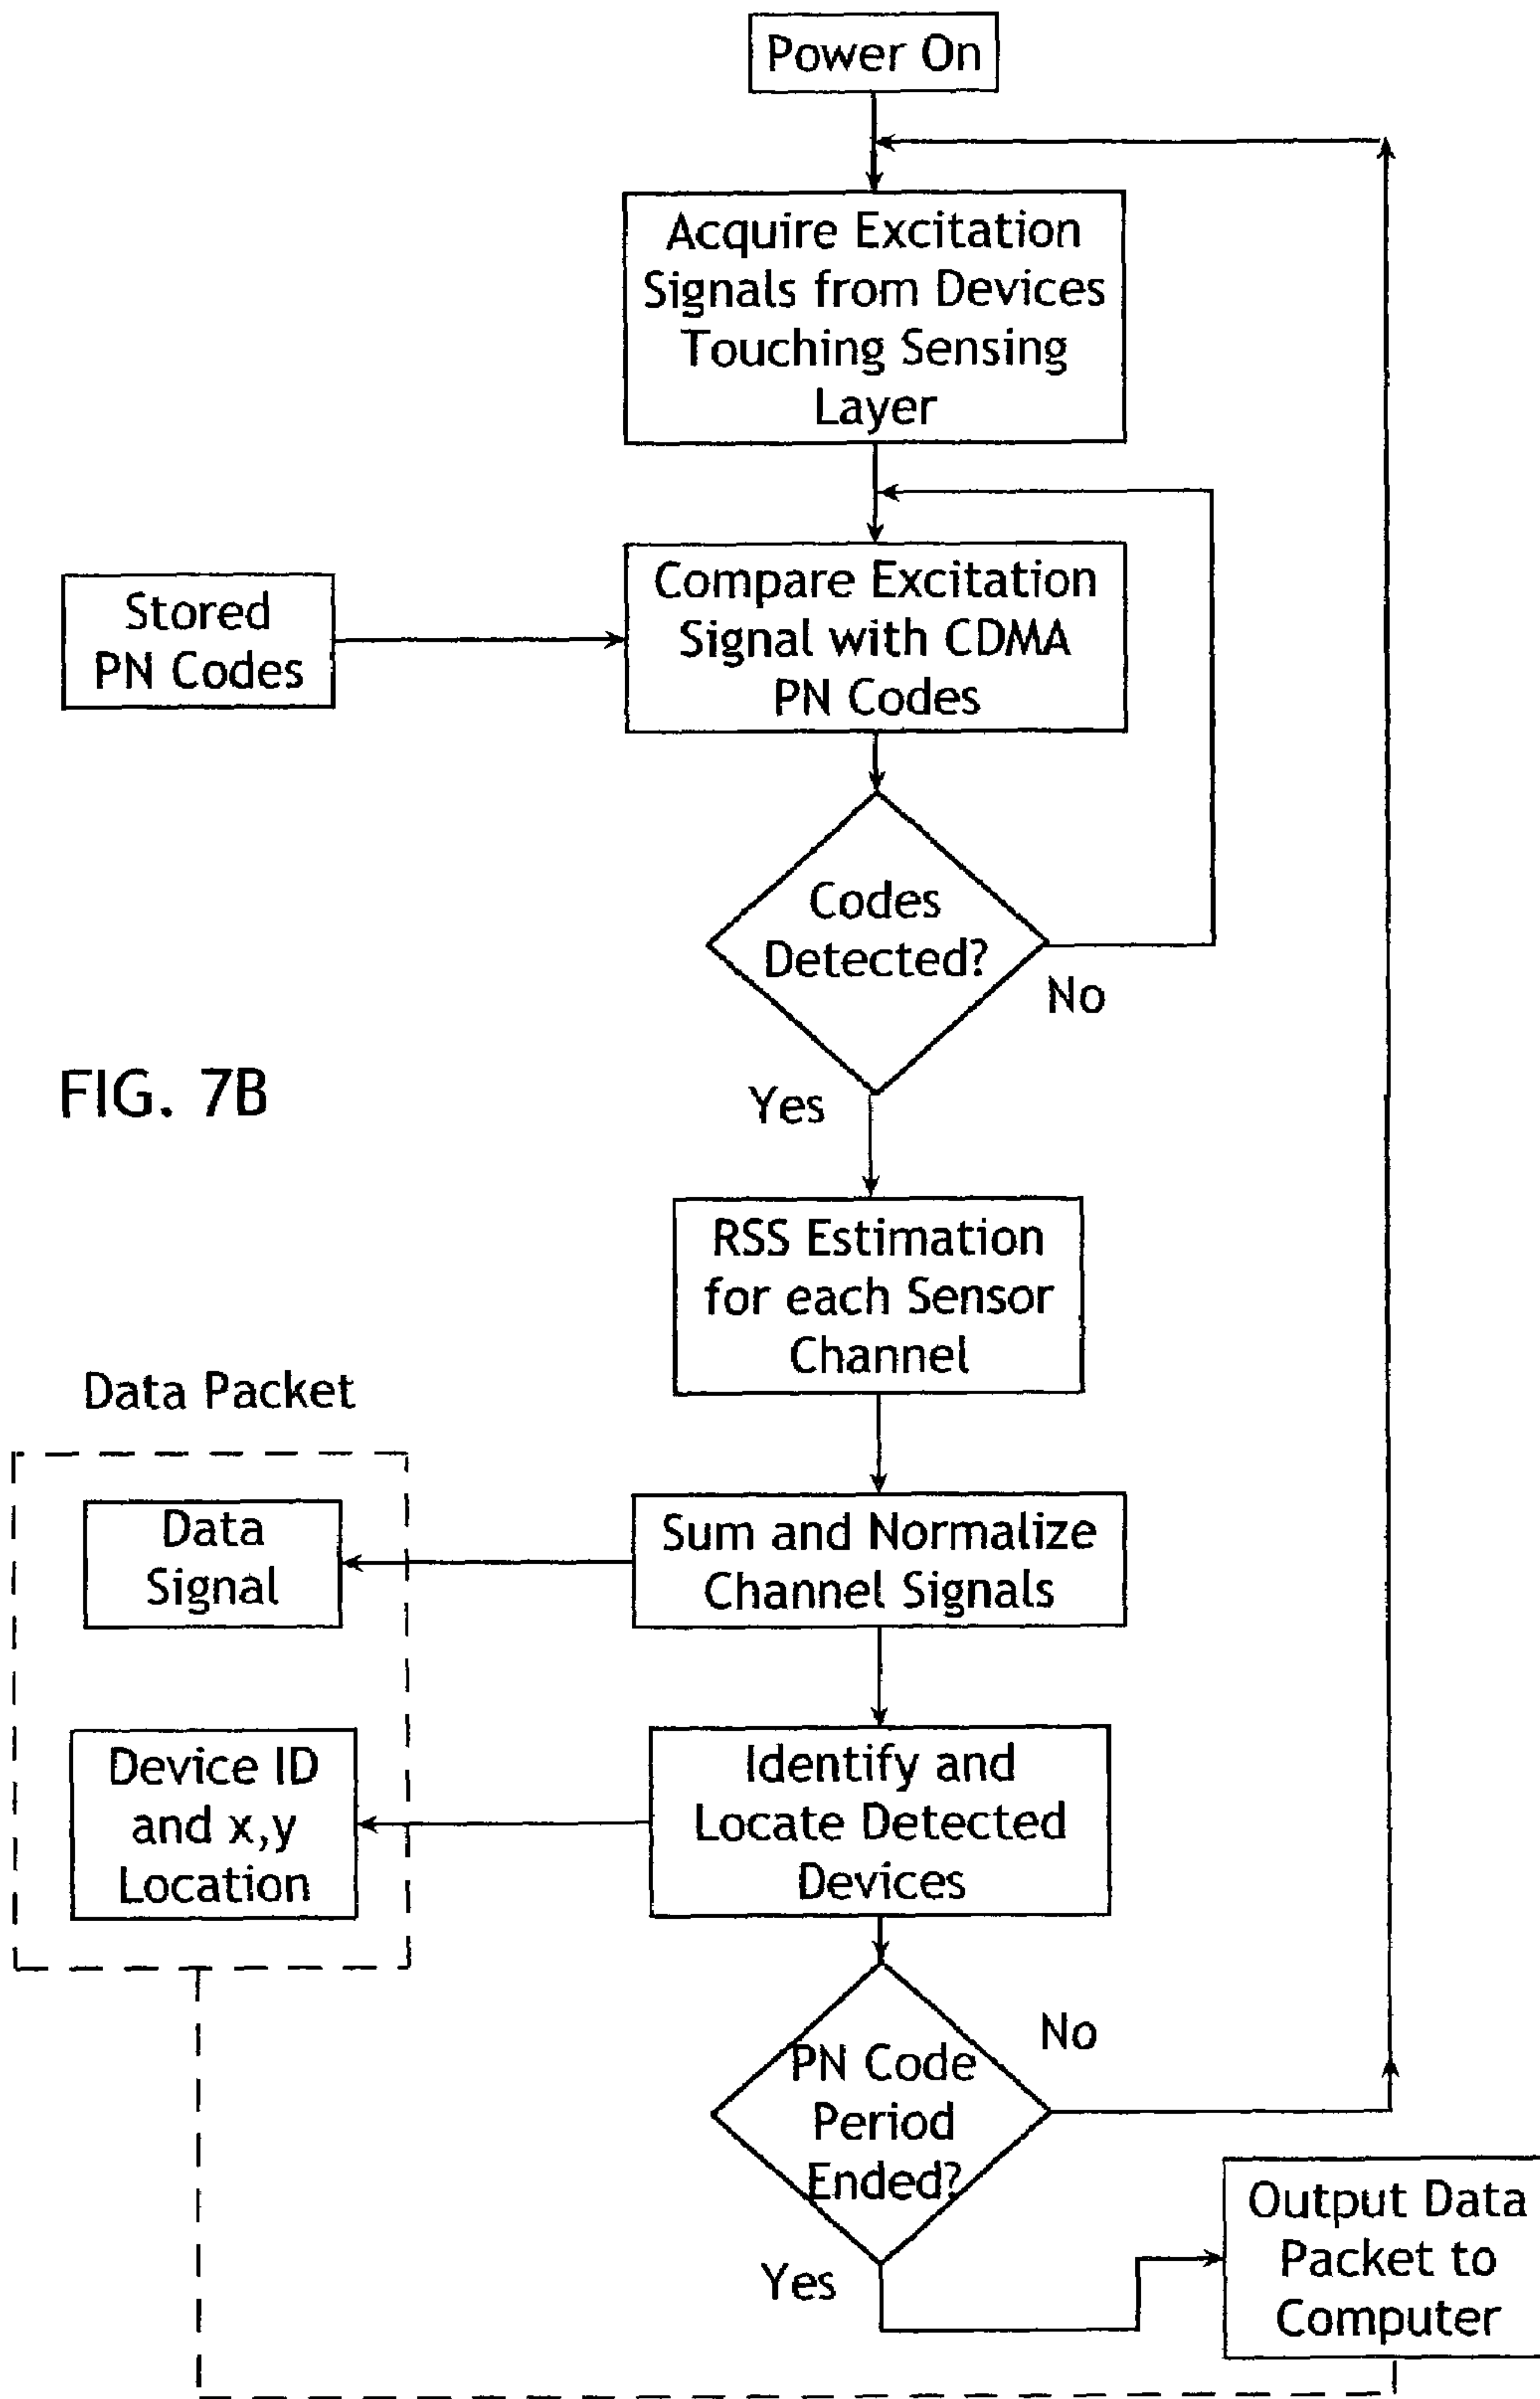 Power On
Acquire Excitation
Signals from Devices
Touching Sensing
Layer
Stored
PN Codes
Compare Excitation
Signal with CDMA
PN Codes
Codes
Detected?
No
FIG. 7B
Yes
RSS Estimation
for each Sensor
Channel
Data Packet
Data
Signal
Sum and Normalize
Channel Signals
Device ID
and x,y
Location
Identify and
Locate Detected
Devices
No
PN Code
Period
Ended?
Yes
Output Data
Packet to
Computer